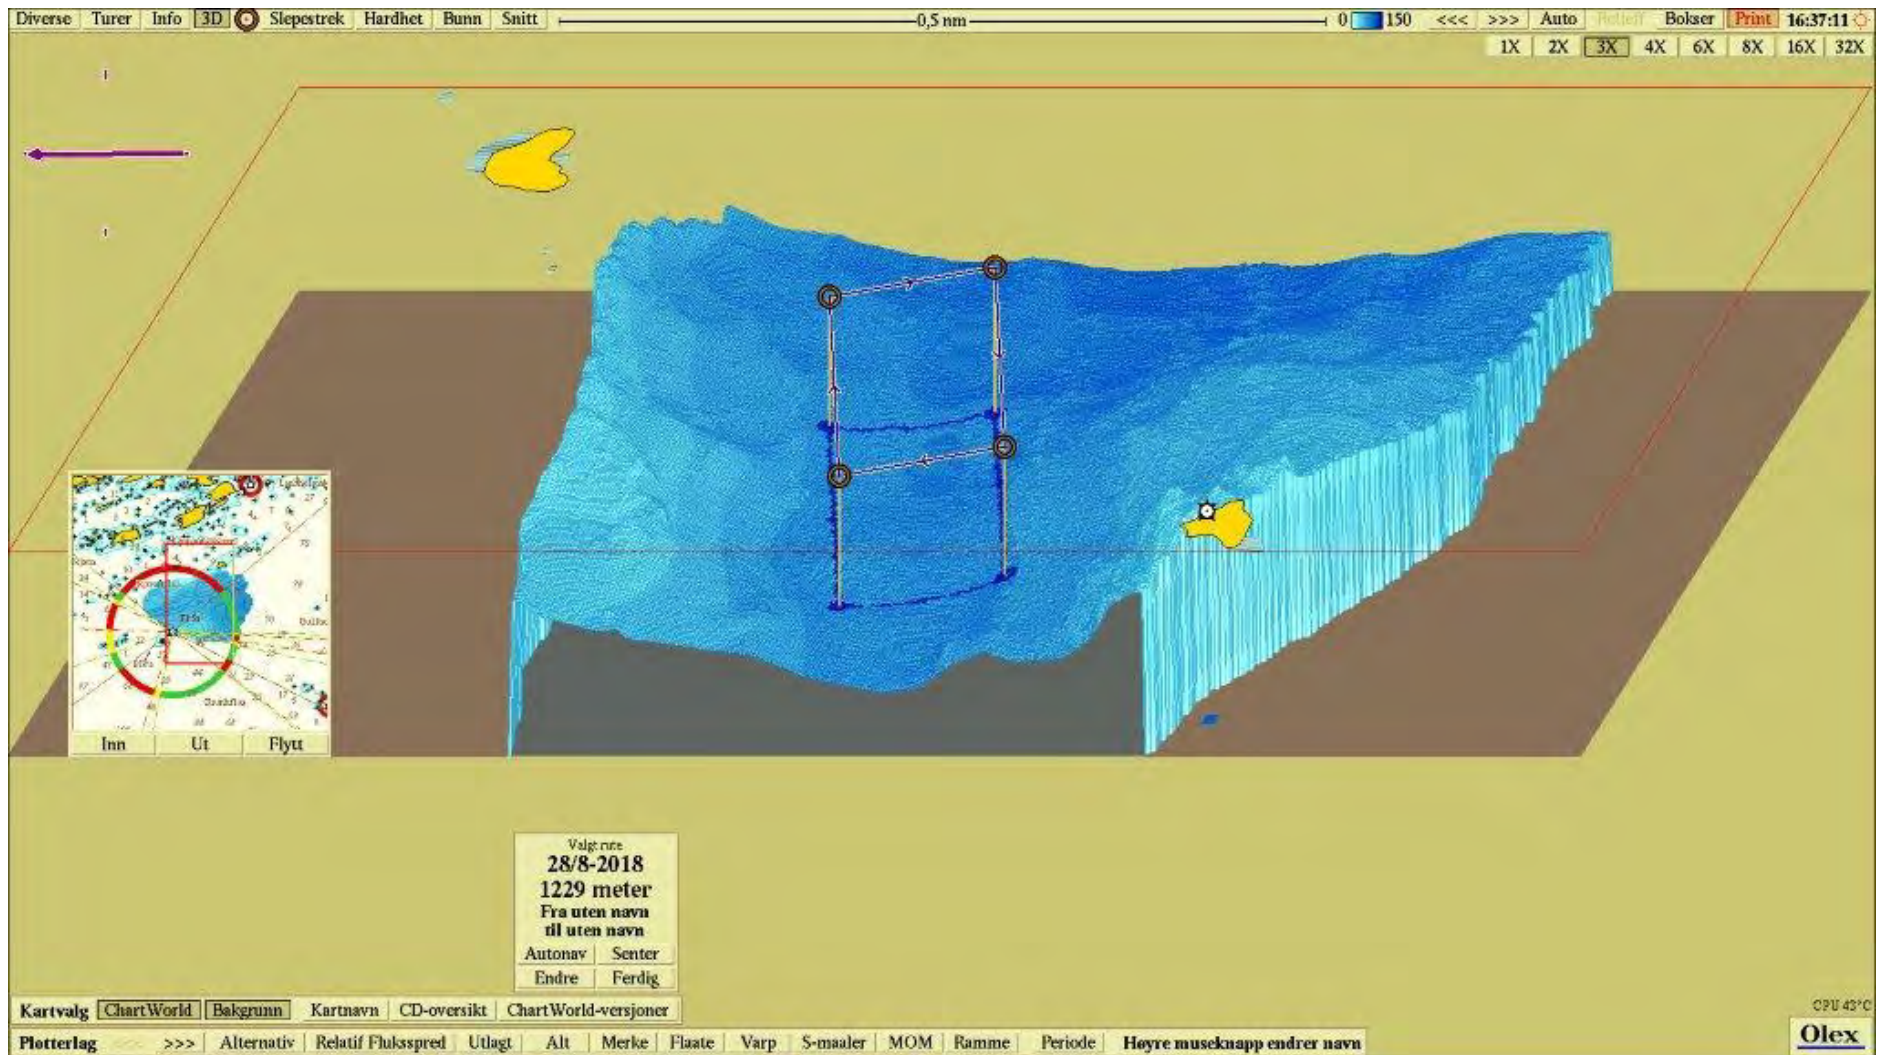 Diverse Turer Info 3D Slepestrek Hardhet Bunn Snitt 0,5 nm 0 150 <<< >>> Auto Relieff Bokser Print 16:37:11
1X 2X 3X 4X 6X 8X 16X 32X
Inn Ut Flytt
Valgt rute
28/8-2018
1229 meter
Fra uten navn
til uten navn
Autonav Senter
Endre Ferdig
Kartvalg ChartWorld Bakgrunn Kartnavn CD-oversikt ChartWorld-versjoner
CPU 43°C
Plotterlag <<< >>> Alternativ Relatif Fluksspred Utlagt Alt Merke Flaate Varp S-maaler MOM Ramme Periode Høyre museknapp endrer navn
Olex